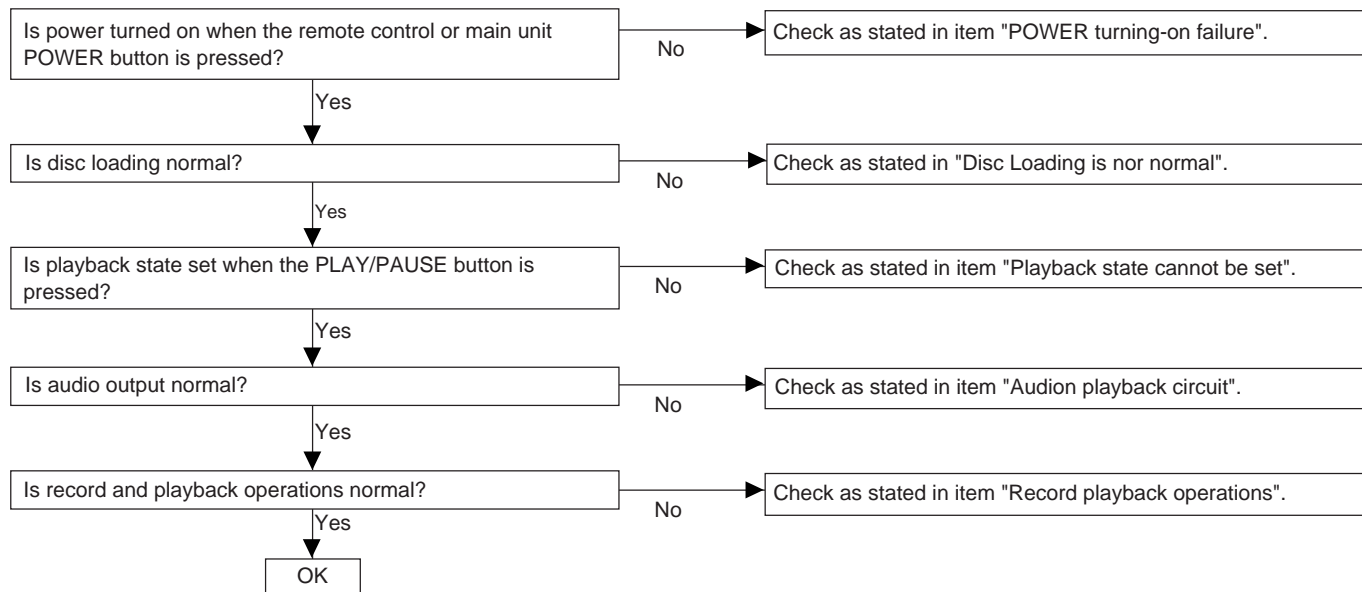 Is power turned on when the remote control or main unit
POWER button is pressed?
No
Check as stated in item "POWER turning-on failure".
Yes
Is disc loading normal?
No
Check as stated in "Disc Loading is nor normal".
Yes
Is playback state set when the PLAY/PAUSE button is
pressed?
No
Check as stated in item "Playback state cannot be set".
Yes
Is audio output normal?
No
Check as stated in item "Audion playback circuit".
Yes
Is record and playback operations normal?
No
Check as stated in item "Record playback operations".
Yes
OK